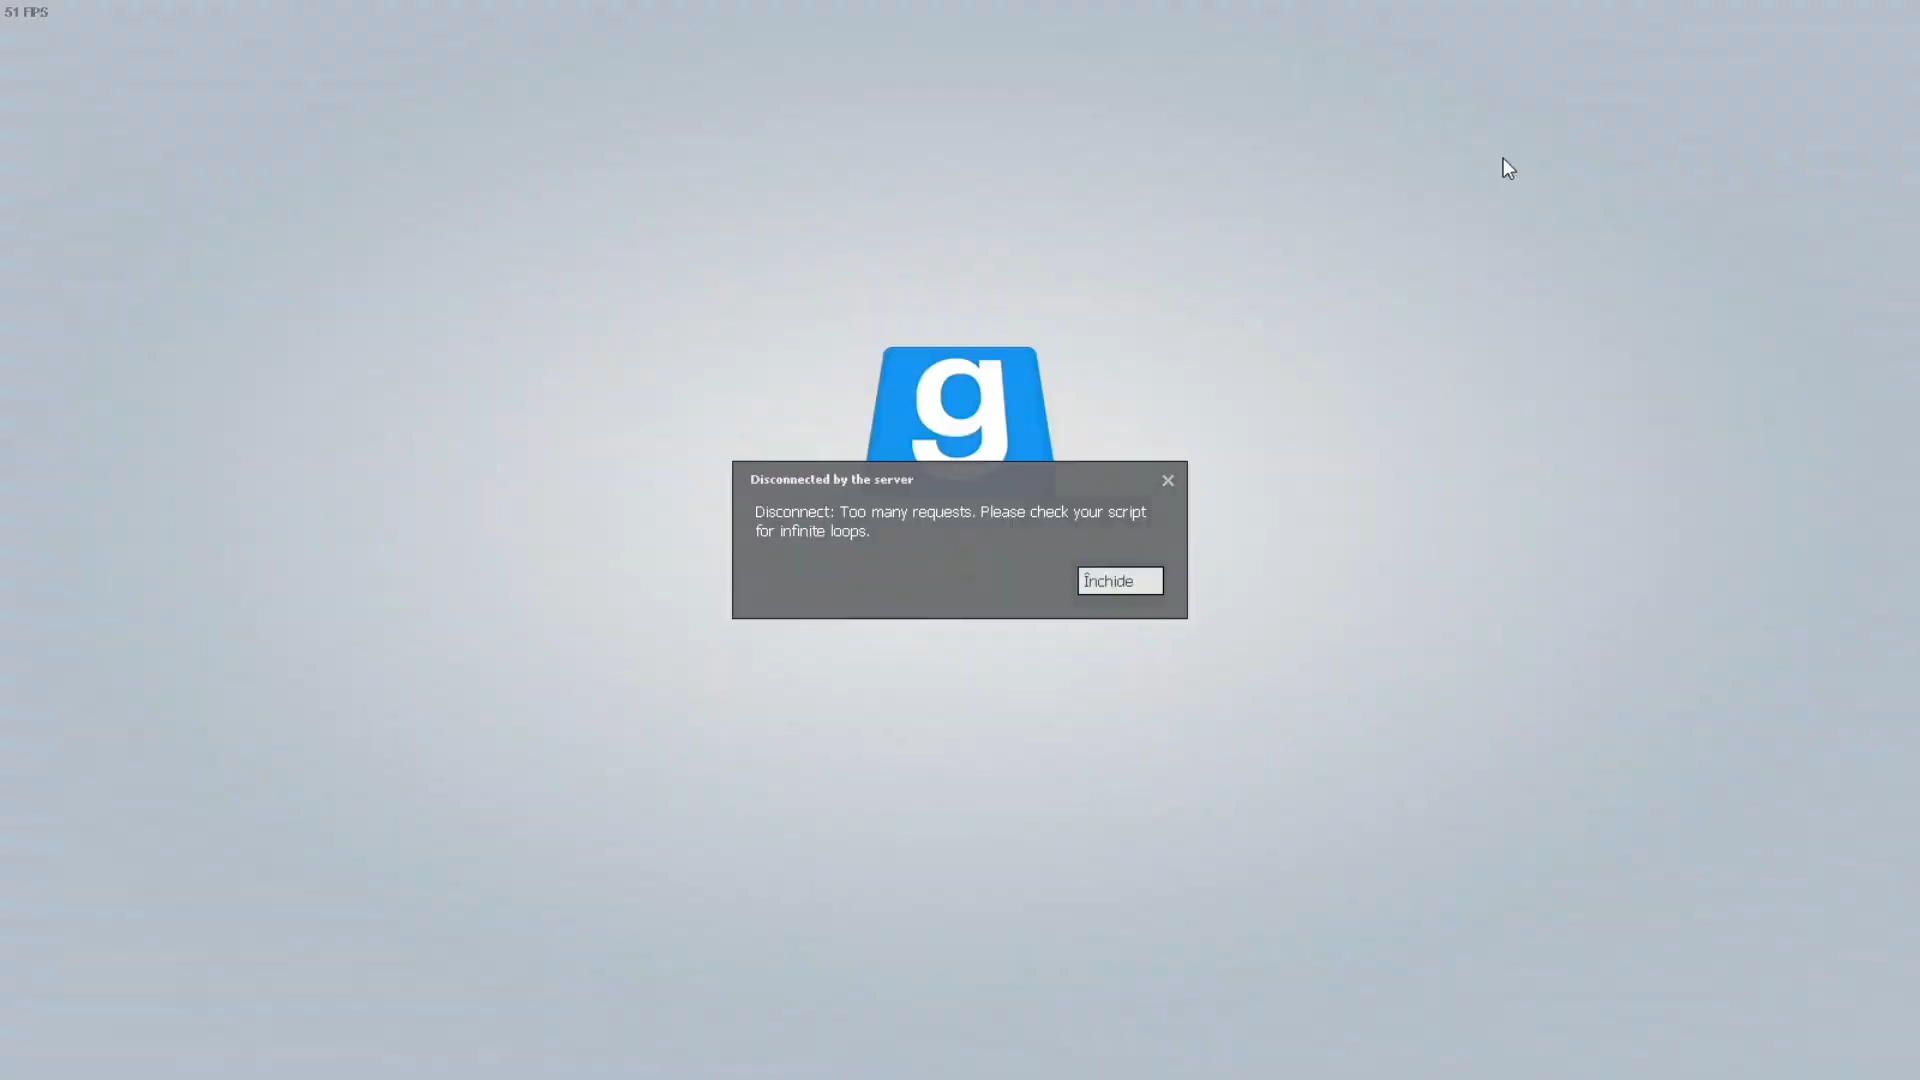 51 FPS
g
Disconnected by the server
Disconnect: Too many requests. Please check your script
for infinite loops.
Închide